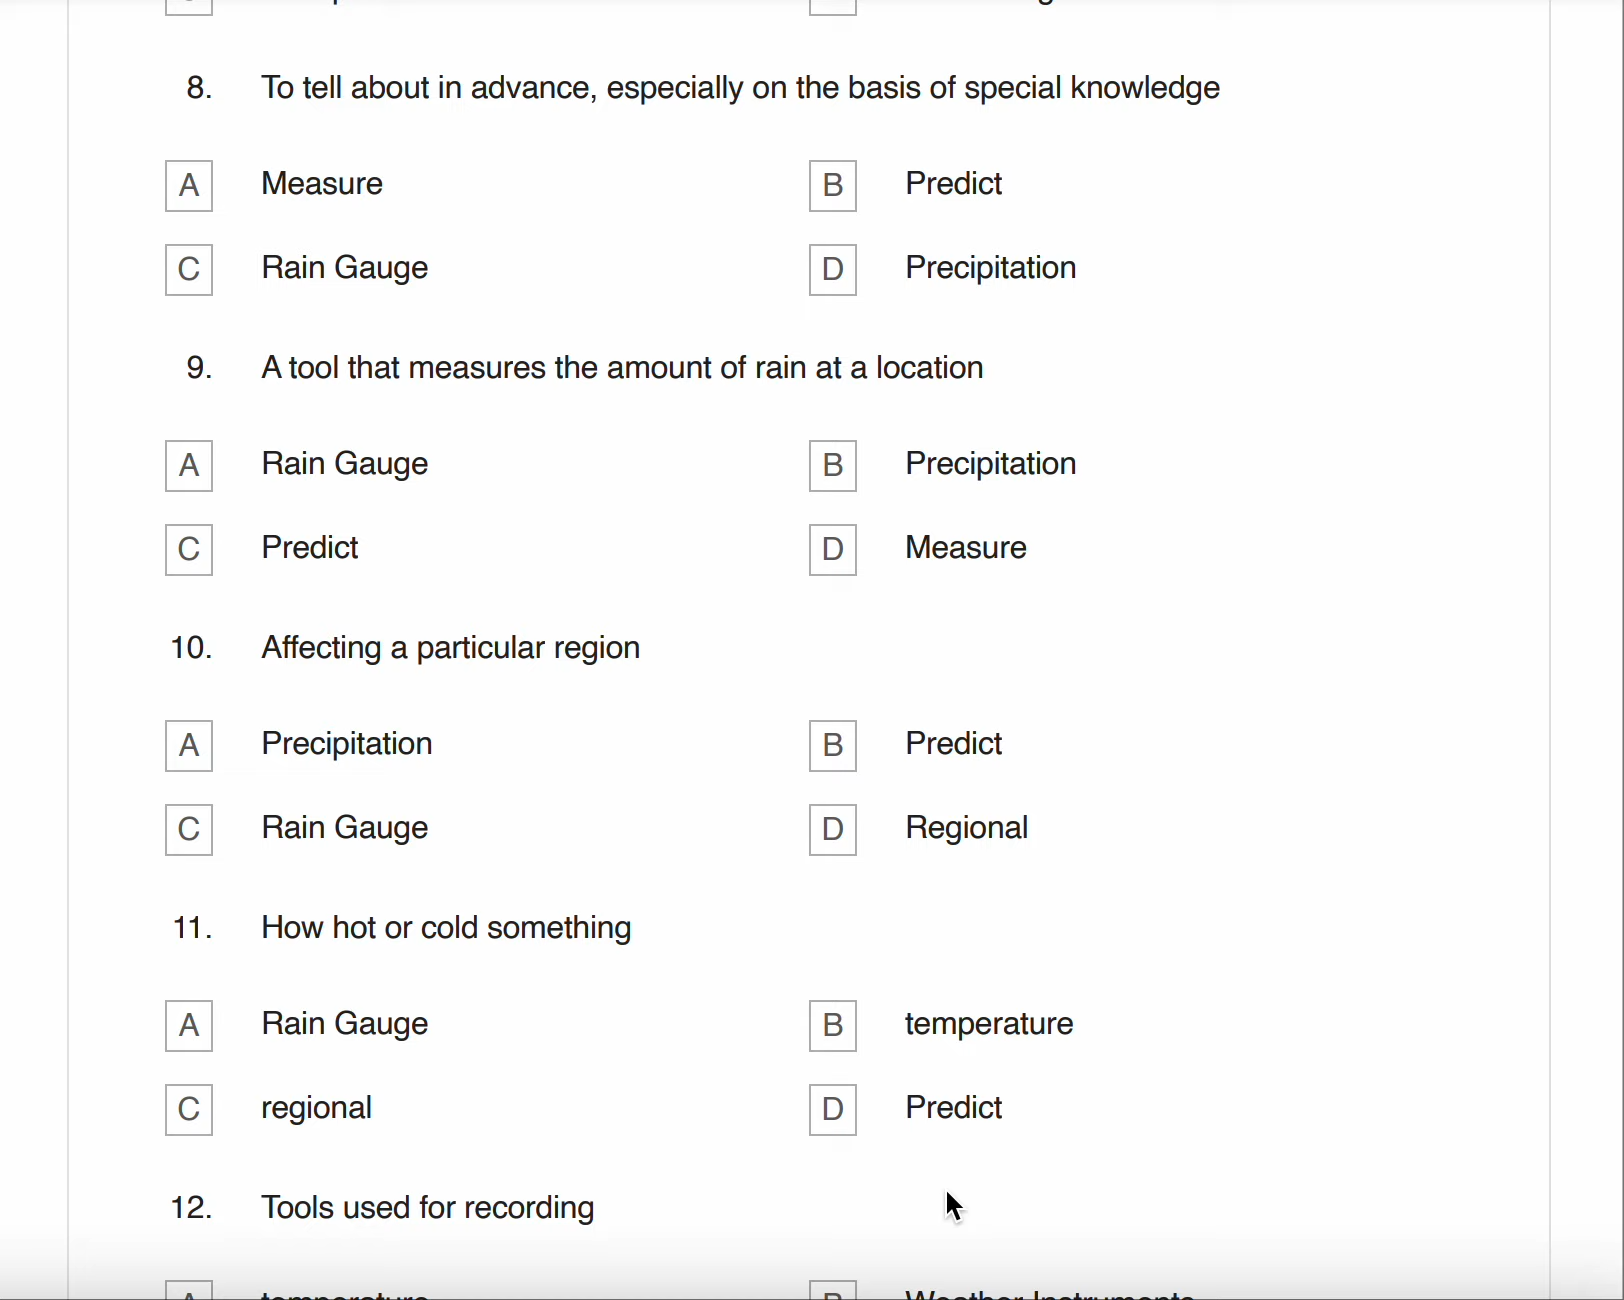 8. To tell about in advance, especially on the basis of special knowledge
A Measure B Predict
C Rain Gauge D Precipitation
9. A tool that measures the amount of rain at a location
A Rain Gauge B Precipitation
C Predict D Measure
10. Affecting a particular region
A Precipitation B Predict
C Rain Gauge D Regional
11. How hot or cold something
A Rain Gauge B temperature
C regional D Predict
12. Tools used for recording
A temperature B Weather Instruments